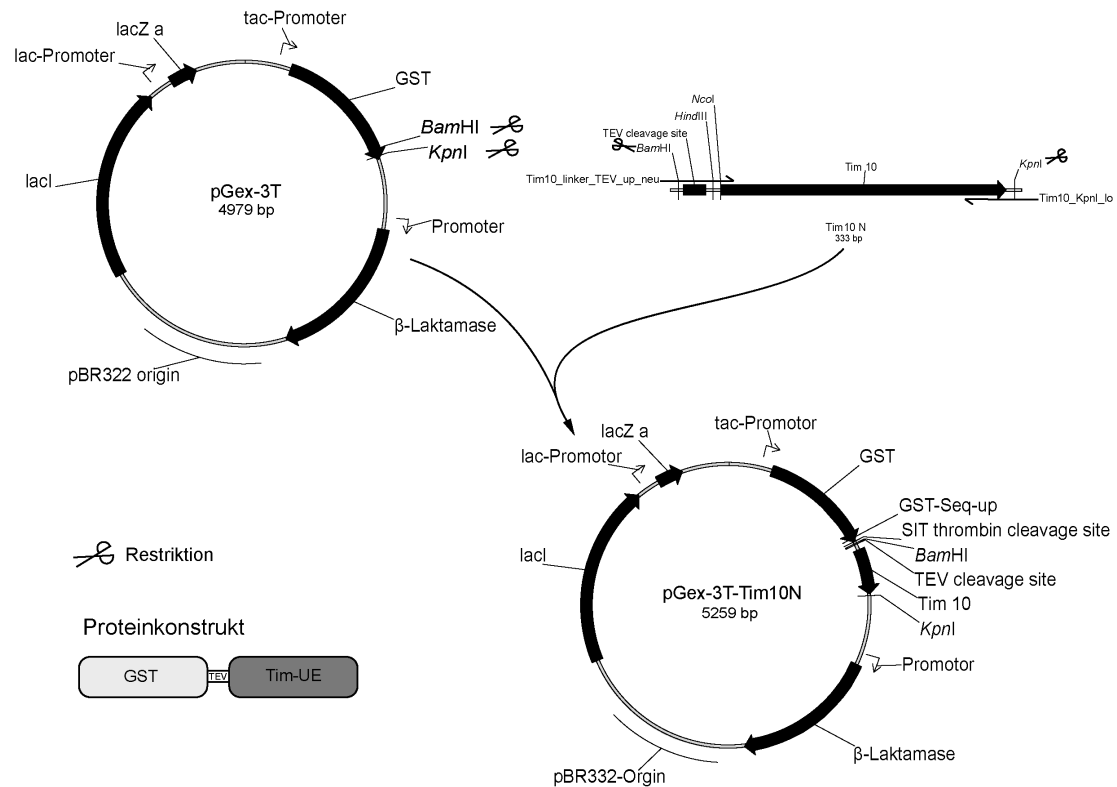 tac-Promoter
lacZ a
lac-Promoter
GST
BamHI
KpnI
lacI
pGex-3T
4979 bp
Promoter
β-Laktamase
pBR322 origin
NcoI
HindIII
TEV cleavage site
BamHI
Tim10_linker_TEV_up_neu
Tim 10
KpnI
Tim10_KpnI_lo
Tim10 N
333 bp
tac-Promotor
lacZ a
lac-Promotor
GST
GST-Seq-up
SIT thrombin cleavage site
BamHI
TEV cleavage site
Tim 10
KpnI
lacI
pGex-3T-Tim10N
5259 bp
Promotor
β-Laktamase
pBR332-Orgin
Restriktion
Proteinkonstrukt
GST
TEV
Tim-UE